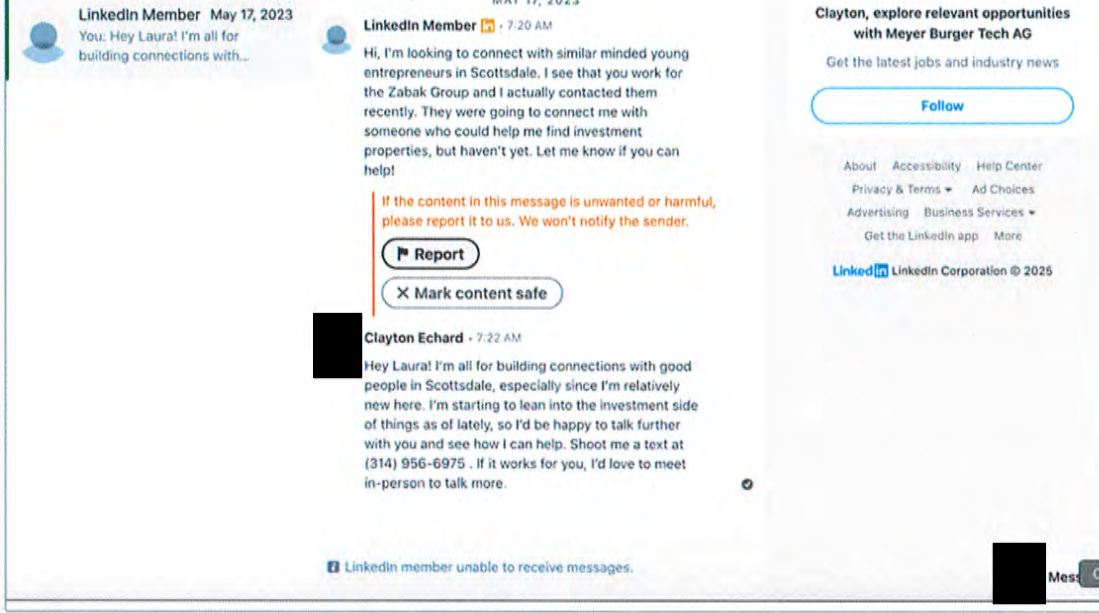 LinkedIn Member May 17, 2023
You: Hey Laura! I'm all for
building connections with...
MAY 17, 2023
LinkedIn Member in · 7:20 AM
Hi, I'm looking to connect with similar minded young
entrepreneurs in Scottsdale. I see that you work for
the Zabak Group and I actually contacted them
recently. They were going to connect me with
someone who could help me find investment
properties, but haven't yet. Let me know if you can
help!
If the content in this message is unwanted or harmful,
please report it to us. We won't notify the sender.
Report
Mark content safe
Clayton Echard · 7:22 AM
Hey Laura! I'm all for building connections with good
people in Scottsdale, especially since I'm relatively
new here. I'm starting to lean into the investment side
of things as of lately, so I'd be happy to talk further
with you and see how I can help. Shoot me a text at
(314) 956-6975 . If it works for you, I'd love to meet
in-person to talk more.
LinkedIn member unable to receive messages.
Clayton, explore relevant opportunities
with Meyer Burger Tech AG
Get the latest jobs and industry news
Follow
About Accessibility Help Center
Privacy & Terms Ad Choices
Advertising Business Services
Get the LinkedIn app More
LinkedIn LinkedIn Corporation © 2025